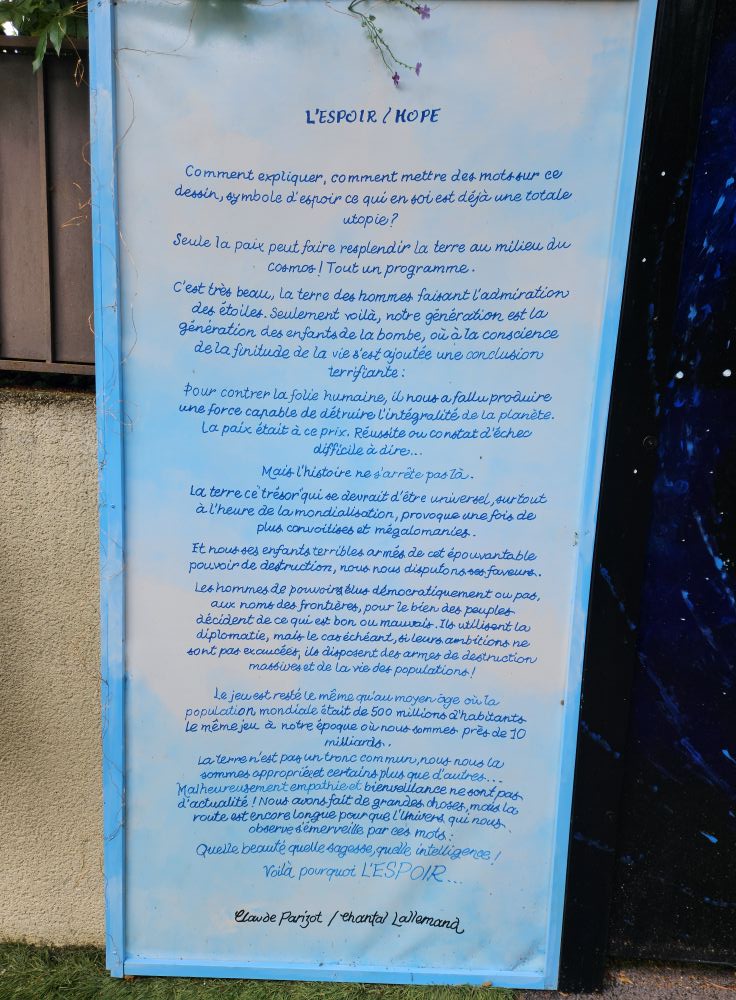 L'ESPOIR / HOPE
Comment expliquer, comment mettre des mots sur ce
dessin, symbole d'espoir ce qui en soi est déjà une totale
utopie ?
Seule la paix peut faire resplendir la terre au milieu du
cosmos ! Tout un programme.
C'est très beau, la terre des hommes faisant l'admiration
des étoiles. Seulement voilà, notre génération est la
génération des enfants de la bombe, où à la conscience
de la finitude de la vie s'est ajoutée une conclusion
terrifiante :
Pour contrer la folie humaine, il nous a fallu produire
une force capable de détruire l'intégralité de la planète.
La paix était à ce prix. Réussite ou constat d'échec
difficile à dire...
Mais l'histoire ne s'arrête pas là.
La terre ce "trésor" qui se devrait d'être universel, surtout
à l'heure de la mondialisation, provoque une fois de
plus convoitises et mégalomanies.
Et nous ses enfants terribles armés de cet épouvantable
pouvoir de destruction, nous nous disputons ses faveurs.
Les hommes de pouvoirs élus démocratiquement ou pas,
aux noms des frontières, pour le bien des peuples
décident de ce qui est bon ou mauvais. Ils utilisent la
diplomatie, mais le cas échéant, si leurs ambitions ne
sont pas exaucées, ils disposent des armes de destruction
massives et de la vie des populations !
Le jeu est resté le même qu'au moyen âge où la
population mondiale était de 500 millions d'habitants
le même jeu à notre époque où nous sommes près de 10
milliards..
La terre n'est pas un tronc commun, nous nous la
sommes appropriée et certains plus que d'autres...
Malheureusement empathie et bienveillance ne sont pas
d'actualité ! Nous avons fait de grandes choses, mais la
route est encore longue pour que l'Univers qui nous
observe s'émerveille par ces mots :
Quelle beauté quelle sagesse, quelle intelligence !
Voilà pourquoi L'ESPOIR...
Claude Parizot / Chantal Lallemand